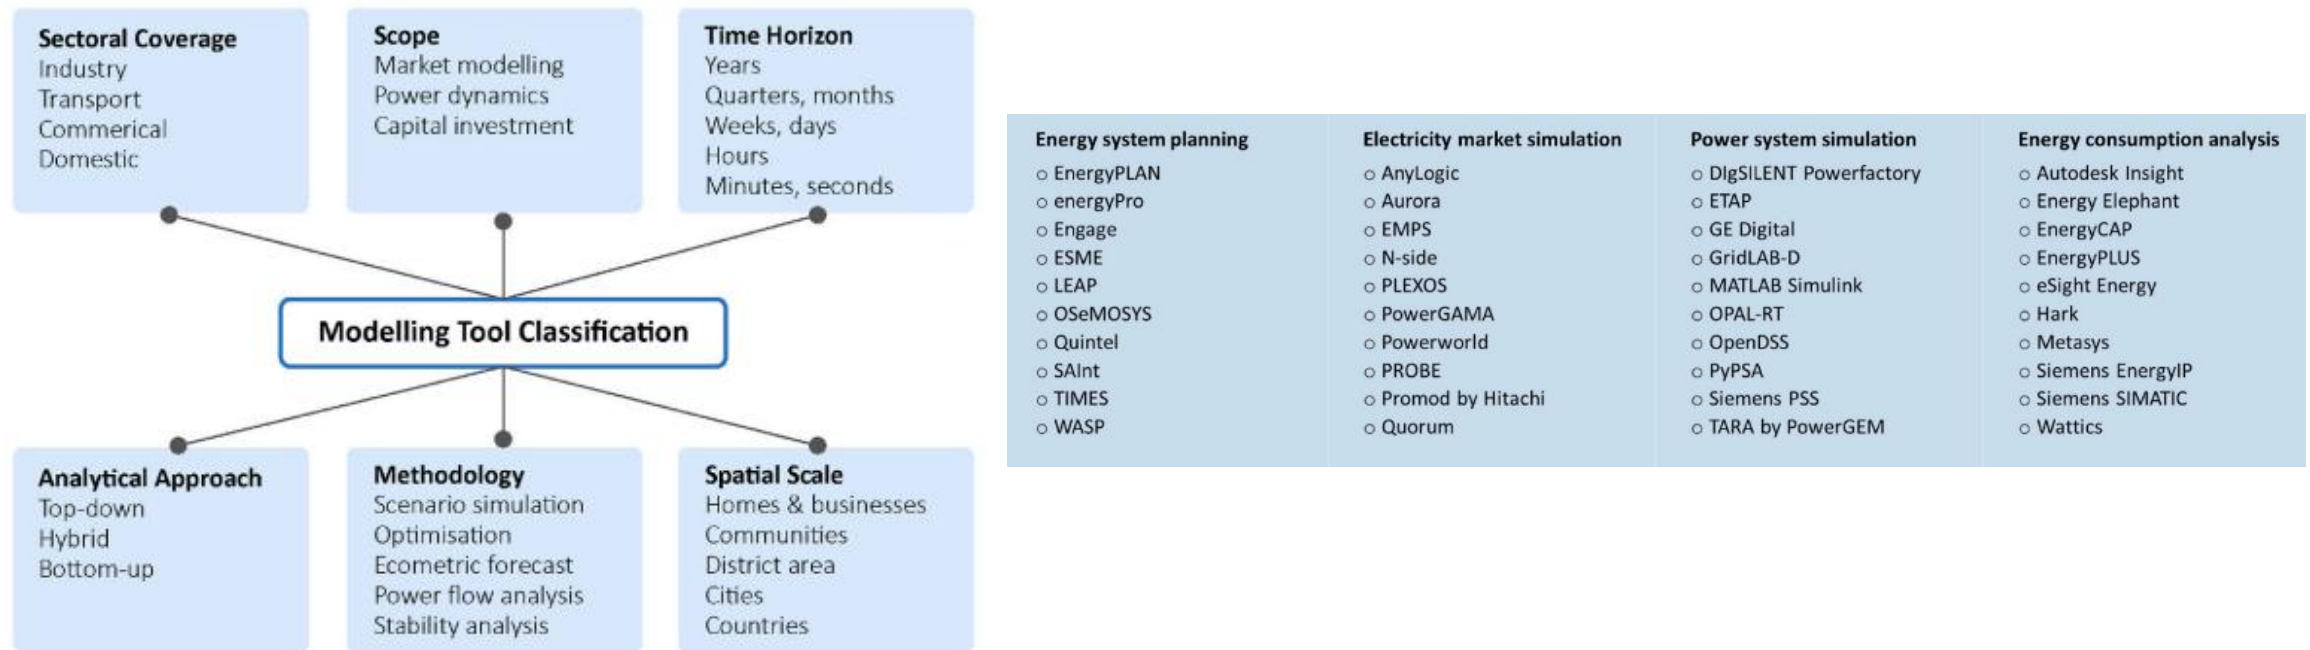 Sectoral Coverage
Industry
Transport
Commerical
Domestic
Scope
Market modelling
Power dynamics
Capital investment
Time Horizon
Years
Quarters, months
Weeks, days
Hours
Minutes, seconds
Modelling Tool Classification
Analytical Approach
Top-down
Hybrid
Bottom-up
Methodology
Scenario simulation
Optimisation
Ecometric forecast
Power flow analysis
Stability analysis
Spatial Scale
Homes & businesses
Communities
District area
Cities
Countries
Energy system planning
○ EnergyPLAN
○ energyPro
○ Engage
○ ESME
○ LEAP
○ OSeMOSYS
○ Quintel
○ SAInt
○ TIMES
○ WASP
Electricity market simulation
○ AnyLogic
○ Aurora
○ EMPS
○ N-side
○ PLEXOS
○ PowerGAMA
○ Powerworld
○ PROBE
○ Promod by Hitachi
○ Quorum
Power system simulation
○ DIgSILENT Powerfactory
○ ETAP
○ GE Digital
○ GridLAB-D
○ MATLAB Simulink
○ OPAL-RT
○ OpenDSS
○ PyPSA
○ Siemens PSS
○ TARA by PowerGEM
Energy consumption analysis
○ Autodesk Insight
○ Energy Elephant
○ EnergyCAP
○ EnergyPLUS
○ eSight Energy
○ Hark
○ Metasys
○ Siemens EnergyIP
○ Siemens SIMATIC
○ Wattics